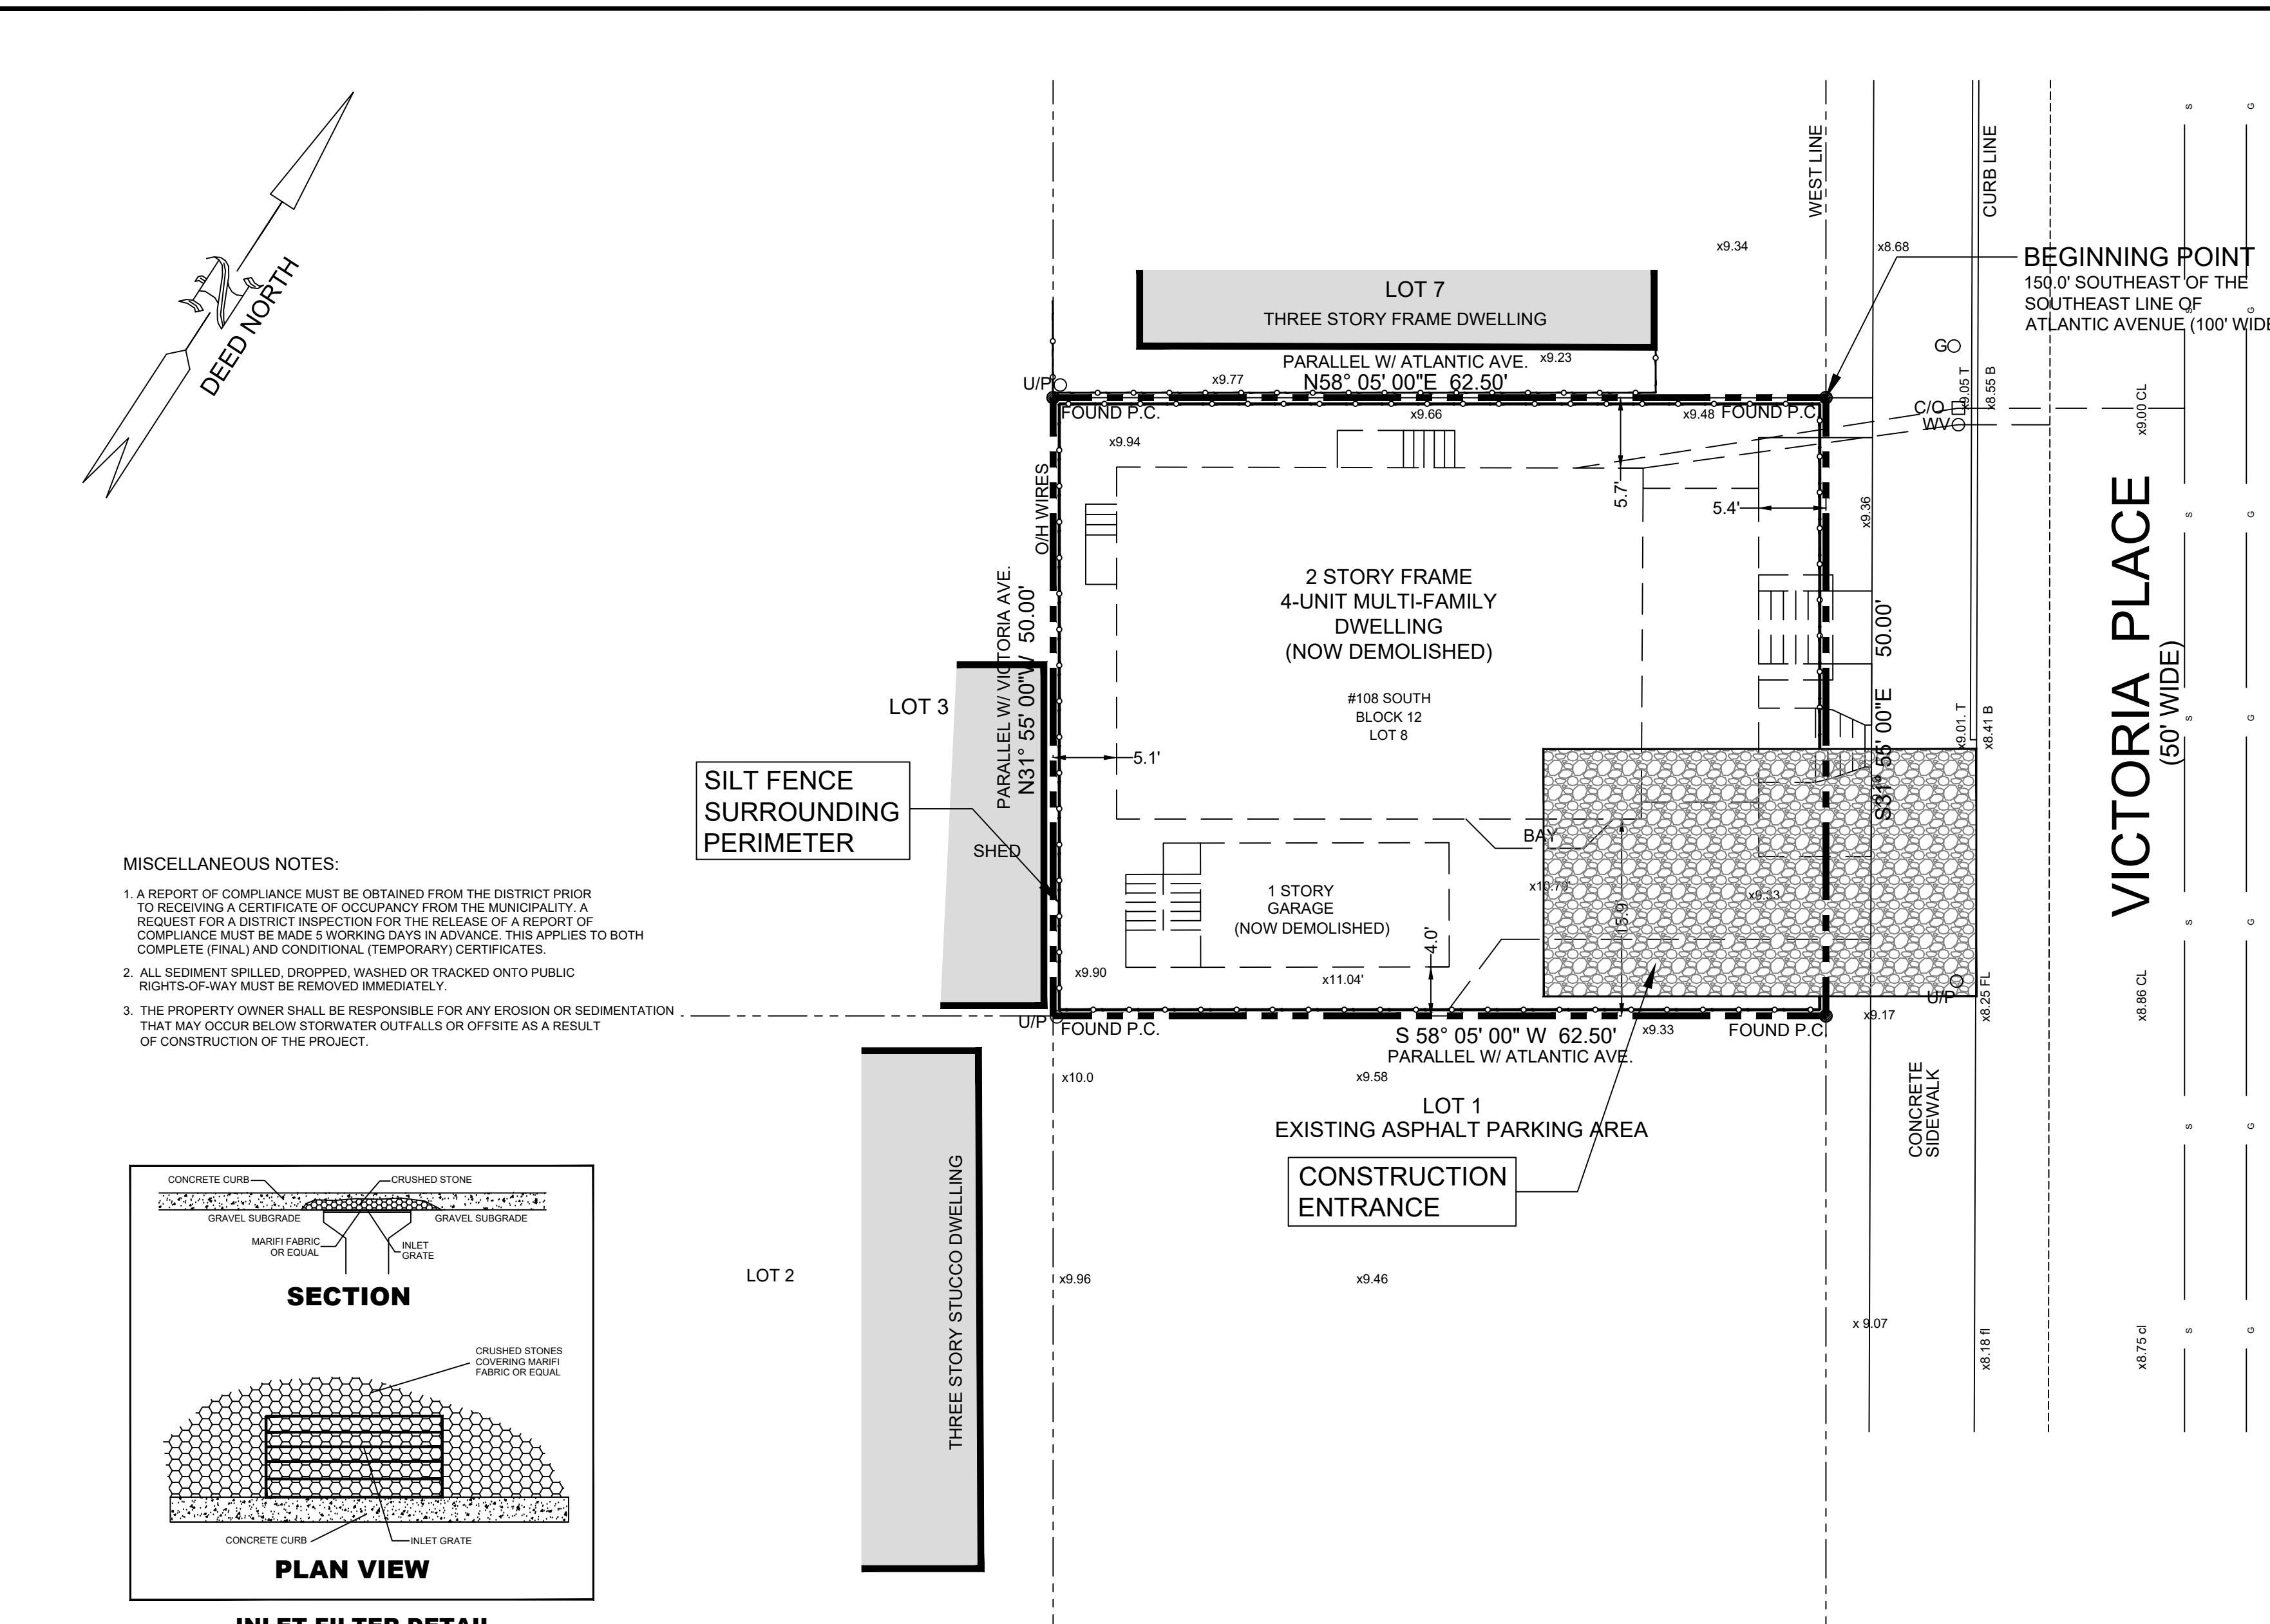 DEED NORTH
WEST LINE
CURB LINE
S
G
x9.34
x8.68
BEGINNING POINT
150.0' SOUTHEAST OF THE
SOUTHEAST LINE OF
ATLANTIC AVENUE (100' WIDE
S
G
LOT 7
THREE STORY FRAME DWELLING
PARALLEL W/ ATLANTIC AVE.
x9.23
N58° 05' 00"E 62.50'
U/P
x9.77
FOUND P.C.
x9.66
x9.48
FOUND P.C.
x9.94
G
x9.05 T
x8.55 B
C/O
WV
x9.00 CL
O/H WIRES
5.7'
5.4'
x9.36
S
G
2 STORY FRAME
4-UNIT MULTI-FAMILY
DWELLING
(NOW DEMOLISHED)
#108 SOUTH
BLOCK 12
LOT 8
PARALLEL W/ VICTORIA AVE.
N31° 55' 00"W 50.00'
S31° 55' 00"E 50.00'
VICTORIA PLACE
(50' WIDE)
x9.01. T
x8.41 B
S
G
LOT 3
SHED
5.1'
SILT FENCE
SURROUNDING
PERIMETER
BAY
x10.79'
x9.33
15.9'
1 STORY
GARAGE
(NOW DEMOLISHED)
4.0'
x9.90
x11.04'
S
G
U/P
x8.25 FL
x8.86 CL
U/P
FOUND P.C.
S 58° 05' 00" W 62.50'
PARALLEL W/ ATLANTIC AVE.
x9.33
FOUND P.C.
x9.17
MISCELLANEOUS NOTES:
1. A REPORT OF COMPLIANCE MUST BE OBTAINED FROM THE DISTRICT PRIOR
TO RECEIVING A CERTIFICATE OF OCCUPANCY FROM THE MUNICIPALITY. A
REQUEST FOR A DISTRICT INSPECTION FOR THE RELEASE OF A REPORT OF
COMPLIANCE MUST BE MADE 5 WORKING DAYS IN ADVANCE. THIS APPLIES TO BOTH
COMPLETE (FINAL) AND CONDITIONAL (TEMPORARY) CERTIFICATES.
2. ALL SEDIMENT SPILLED, DROPPED, WASHED OR TRACKED ONTO PUBLIC
RIGHTS-OF-WAY MUST BE REMOVED IMMEDIATELY.
3. THE PROPERTY OWNER SHALL BE RESPONSIBLE FOR ANY EROSION OR SEDIMENTATION
THAT MAY OCCUR BELOW STORWATER OUTFALLS OR OFFSITE AS A RESULT
OF CONSTRUCTION OF THE PROJECT.
x10.0
x9.58
LOT 1
EXISTING ASPHALT PARKING AREA
CONSTRUCTION
ENTRANCE
CONCRETE
SIDEWALK
S
G
LOT 2
THREE STORY STUCCO DWELLING
x9.96
x9.46
x 9.07
x8.18 fl
x8.75 cl
S
G
CONCRETE CURB
CRUSHED STONE
GRAVEL SUBGRADE
GRAVEL SUBGRADE
MARIFI FABRIC
OR EQUAL
INLET
GRATE
SECTION
CRUSHED STONES
COVERING MARIFI
FABRIC OR EQUAL
CONCRETE CURB
INLET GRATE
PLAN VIEW
INLET FILTER DETAIL